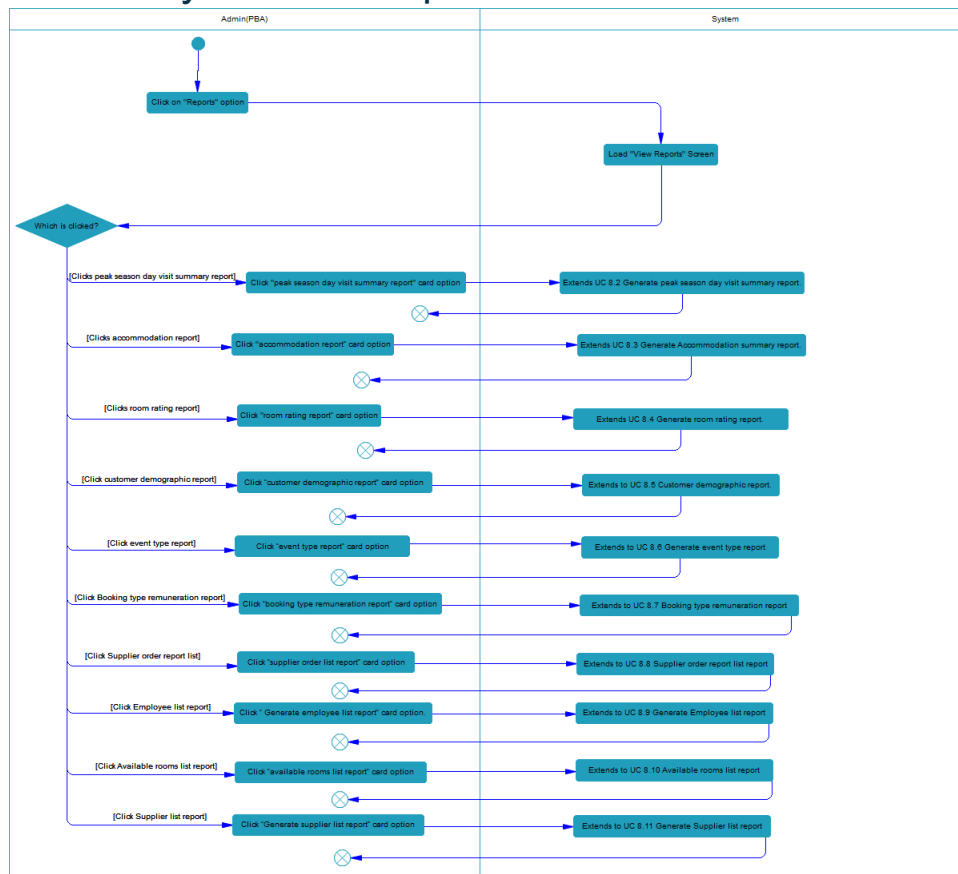 Admin(PBA)
System
Click on "Reports" option
Load "View Reports" Screen
Which is clicked?
[Clicks peak season day visit summary report]
Click "peak season day visit summary report" card option
Extends UC 8.2 Generate peak season day visit summary report.
[Clicks accommodation report]
Click "accommodation report" card option
Extends UC 8.3 Generate Accommodation summary report.
[Clicks room rating report]
Click "room rating report" card option
Extends UC 8.4 Generate room rating report.
[Click customer demographic report]
Click "customer demographic report" card option
Extends to UC 8.5 Customer demographic report.
[Click event type report]
Click "event type report" card option
Extends to UC 8.6 Generate event type report
[Click Booking type remuneration report]
Click "booking type remuneration report" card option
Extends to UC 8.7 Booking type remuneration report
[Click Supplier order report list]
Click "supplier order list report" card option
Extends to UC 8.8 Supplier order report list report
[Click Employee list report]
Click " Generate employee list report" card option.
Extends to UC 8.9 Generate Employee list report
[Click Available rooms list report]
Click "available rooms list report" card option
Extends to UC 8.10 Available rooms list report
[Click Supplier list report]
Click "Generate supplier list report" card option
Extends to UC 8.11 Generate Supplier list report